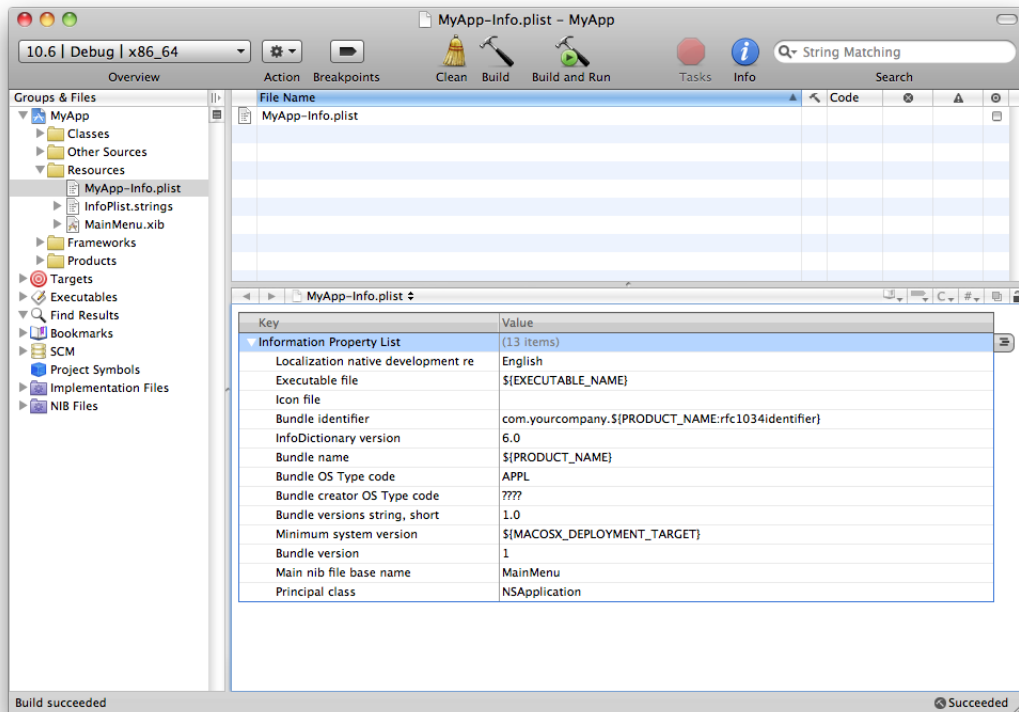 MyApp-Info.plist – MyApp
10.6 | Debug | x86_64
String Matching
Overview
Action
Breakpoints
Clean
Build
Build and Run
Tasks
Info
Search
Groups & Files
File Name
Code
MyApp
MyApp-Info.plist
Classes
Other Sources
Resources
MyApp-Info.plist
InfoPlist.strings
MainMenu.xib
Frameworks
Products
Targets
Executables
Find Results
Bookmarks
SCM
Project Symbols
Implementation Files
NIB Files
MyApp-Info.plist
C
#
Key Value
Information Property List (13 items)
Localization native development re English
Executable file ${EXECUTABLE_NAME}
Icon file
Bundle identifier com.yourcompany.${PRODUCT_NAME:rfc1034identifier}
InfoDictionary version 6.0
Bundle name ${PRODUCT_NAME}
Bundle OS Type code APPL
Bundle creator OS Type code ????
Bundle versions string, short 1.0
Minimum system version ${MACOSX_DEPLOYMENT_TARGET}
Bundle version 1
Main nib file base name MainMenu
Principal class NSApplication
Build succeeded
Succeeded